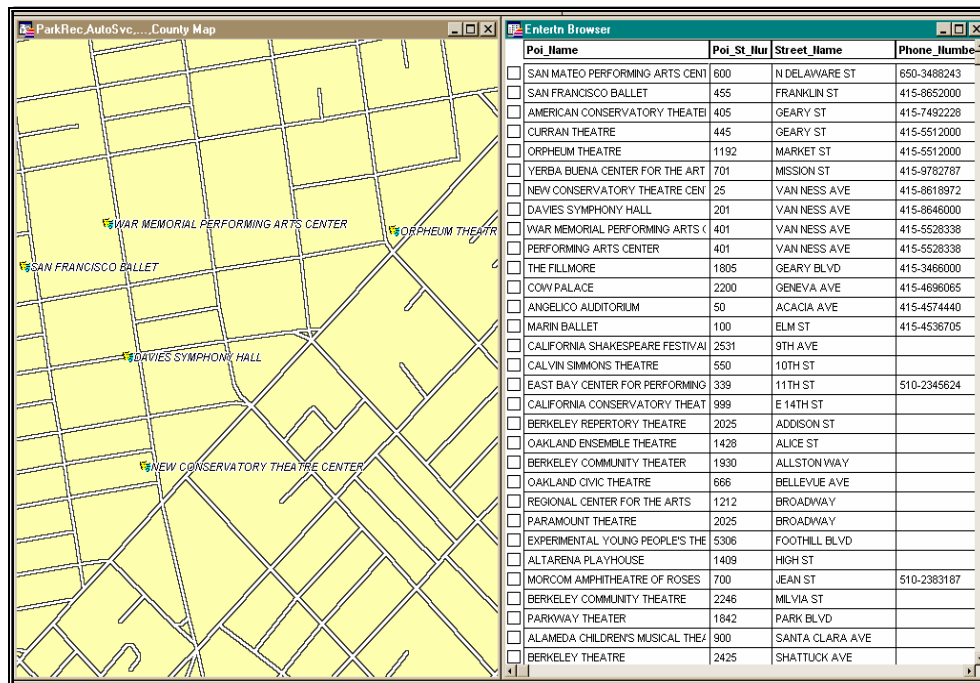 ParkRec,AutoSvc,...,County Map
WAR MEMORIAL PERFORMING ARTS CENTER
ORPHEUM THEATR
SAN FRANCISCO BALLET
DAVIES SYMPHONY HALL
NEW CONSERVATORY THEATRE CENTER
Entertn Browser
Poi_Name Poi_St_Nur Street_Name Phone_Numbe
SAN MATEO PERFORMING ARTS CENT 600 N DELAWARE ST 650-3488243
SAN FRANCISCO BALLET 455 FRANKLIN ST 415-8652000
AMERICAN CONSERVATORY THEATE 405 GEARY ST 415-7492228
CURRAN THEATRE 445 GEARY ST 415-5512000
ORPHEUM THEATRE 1192 MARKET ST 415-5512000
YERBA BUENA CENTER FOR THE ART 701 MISSION ST 415-9782787
NEW CONSERVATORY THEATRE CEN 25 VAN NESS AVE 415-8618972
DAVIES SYMPHONY HALL 201 VAN NESS AVE 415-8646000
WAR MEMORIAL PERFORMING ARTS ( 401 VAN NESS AVE 415-5528338
PERFORMING ARTS CENTER 401 VAN NESS AVE 415-5528338
THE FILLMORE 1805 GEARY BLVD 415-3466000
COW PALACE 2200 GENEVA AVE 415-4696065
ANGELICO AUDITORIUM 50 ACACIA AVE 415-4574440
MARIN BALLET 100 ELM ST 415-4536705
CALIFORNIA SHAKESPEARE FESTIVAI 2531 9TH AVE
CALVIN SIMMONS THEATRE 550 10TH ST
EAST BAY CENTER FOR PERFORMING 339 11TH ST 510-2345624
CALIFORNIA CONSERVATORY THEAT 999 E 14TH ST
BERKELEY REPERTORY THEATRE 2025 ADDISON ST
OAKLAND ENSEMBLE THEATRE 1428 ALICE ST
BERKELEY COMMUNITY THEATER 1930 ALLSTON WAY
OAKLAND CIVIC THEATRE 666 BELLEVUE AVE
REGIONAL CENTER FOR THE ARTS 1212 BROADWAY
PARAMOUNT THEATRE 2025 BROADWAY
EXPERIMENTAL YOUNG PEOPLE'S THE 5306 FOOTHILL BLVD
ALTARENA PLAYHOUSE 1409 HIGH ST
MORCOM AMPHITHEATRE OF ROSES 700 JEAN ST 510-2383187
BERKELEY COMMUNITY THEATRE 2246 MILVIA ST
PARKWAY THEATER 1842 PARK BLVD
ALAMEDA CHILDREN'S MUSICAL THE 900 SANTA CLARA AVE
BERKELEY THEATRE 2425 SHATTUCK AVE